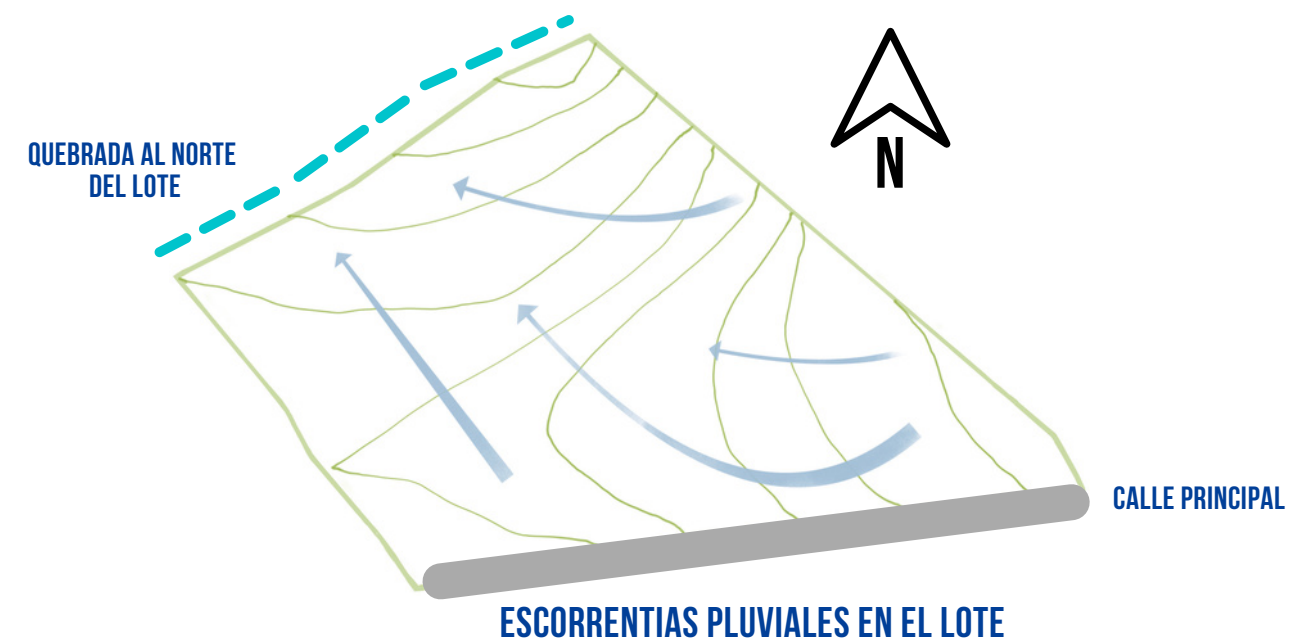 QUEBRADA AL NORTE
DEL LOTE
N
CALLE PRINCIPAL
ESCORRENTIAS PLUVIALES EN EL LOTE